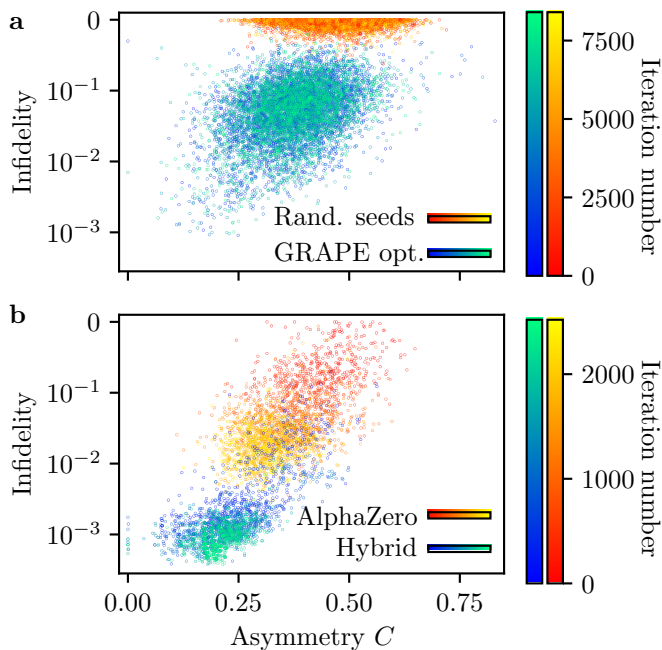 a
0
10⁻¹
10⁻²
10⁻³
Infidelity
Rand. seeds
GRAPE opt.
7500
5000
2500
0
Iteration number
b
0
10⁻¹
10⁻²
10⁻³
Infidelity
AlphaZero
Hybrid
0.00
0.25
0.50
0.75
Asymmetry C
2000
1000
0
Iteration number